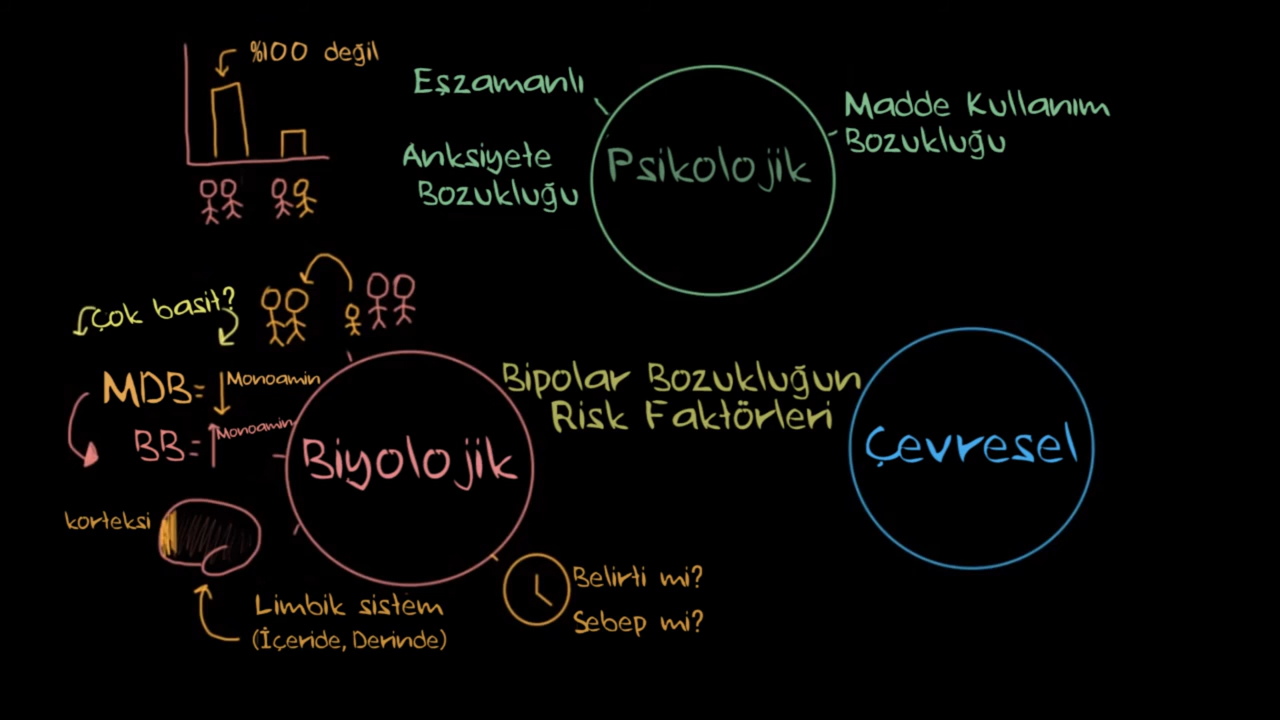 %100 değil
Eşzamanlı
Anksiyete
Bozukluğu
Psikolojik
Madde Kullanım
Bozukluğu
Çok basit?
MDB= ↓ Monoamin
BB= ↑ Monoamin
Biyolojik
Bipolar Bozukluğun
Risk Faktörleri
Çevresel
korteksi
Limbik sistem
(İçeride, Derinde)
Belirti mi?
Sebep mi?